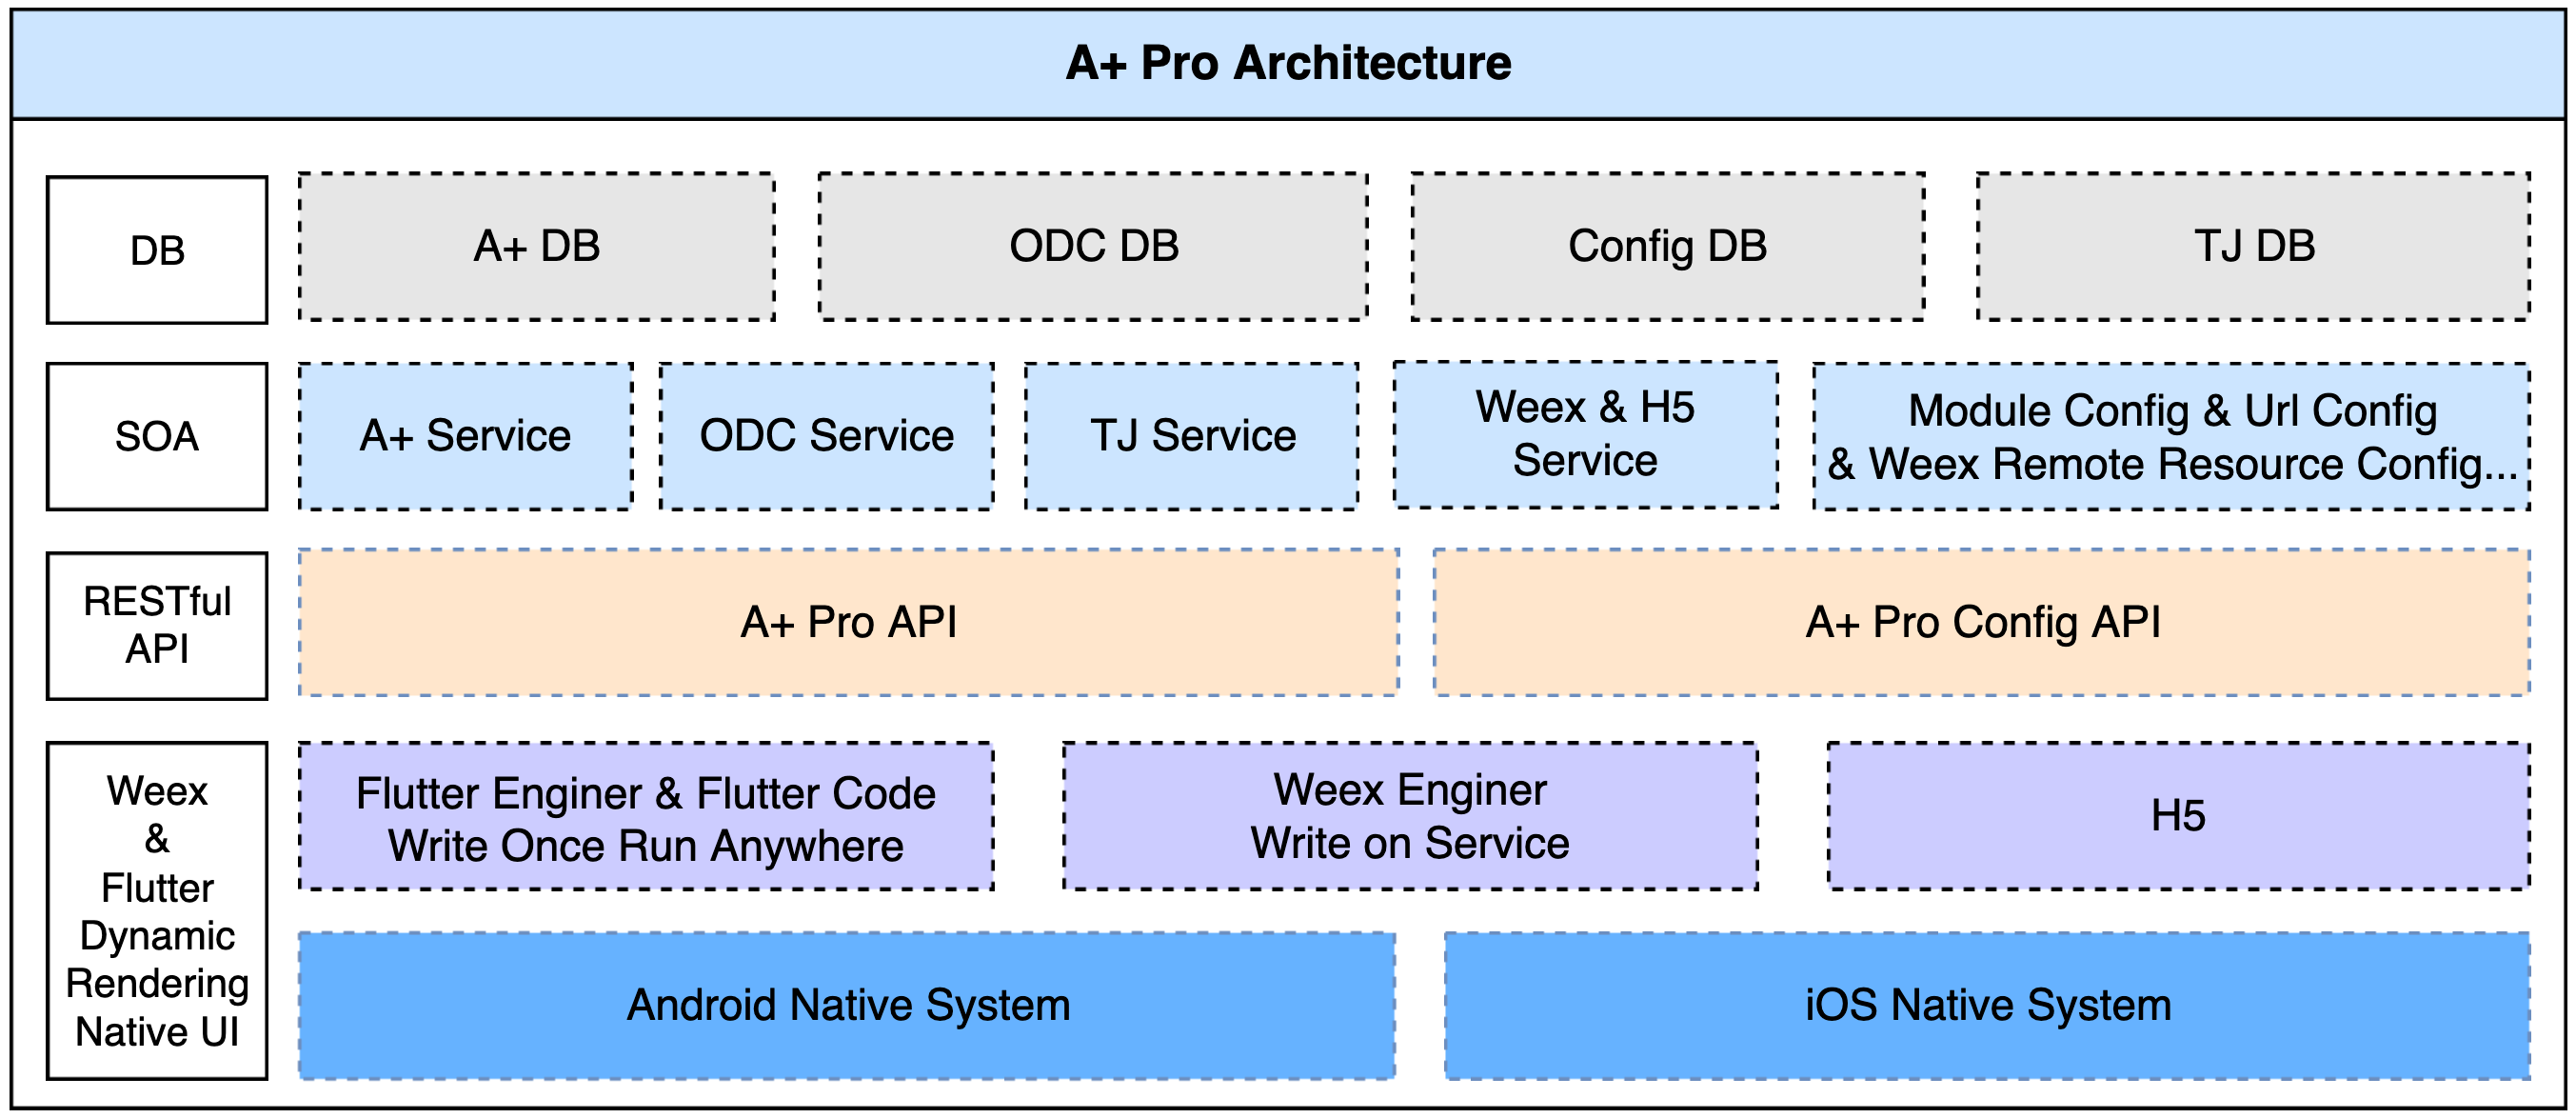 A+ Pro Architecture
DB
A+ DB
ODC DB
Config DB
TJ DB
SOA
A+ Service
ODC Service
TJ Service
Weex & H5
Service
Module Config & Url Config
& Weex Remote Resource Config...
RESTful
API
A+ Pro API
A+ Pro Config API
Weex
&
Flutter
Dynamic
Rendering
Native UI
Flutter Enginer & Flutter Code
Write Once Run Anywhere
Weex Enginer
Write on Service
H5
Android Native System
iOS Native System